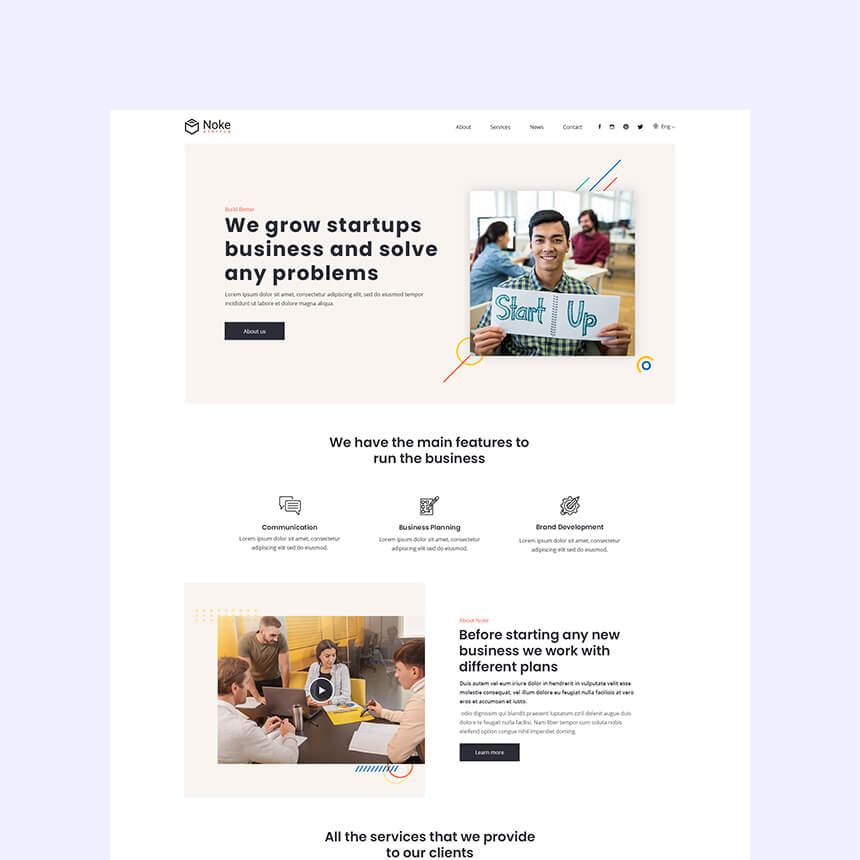 Noke
startup
About Services News Contact Eng
Build Better
We grow startups
business and solve
any problems
Lorem ipsum dolor sit amet, consectetur adipiscing elit, sed do eiusmod tempor
incididunt ut labore et dolore magna aliqua.
About us
Start Up
We have the main features to
run the business
Communication
Lorem ipsum dolor sit amet, consectetur
adipiscing elit sed do eiusmod.
Business Planning
Lorem ipsum dolor sit amet, consectetur
adipiscing elit sed do eiusmod.
Brand Development
Lorem ipsum dolor sit amet, consectetur
adipiscing elit sed do eiusmod.
About Noke
Before starting any new
business we work with
different plans
Duis autem vel eum iriure dolor in hendrerit in vulputate velit esse
molestie consequat, vel illum dolore eu feugiat nulla facilisis at vero
eros et accumsan et iusto.
odio dignissim qui blandit praesent luptatum zzril delenit augue duis
dolore te feugait nulla facilisi. Nam liber tempor cum soluta nobis
eleifend option congue nihil imperdiet doming.
Learn more
All the services that we provide
to our clients